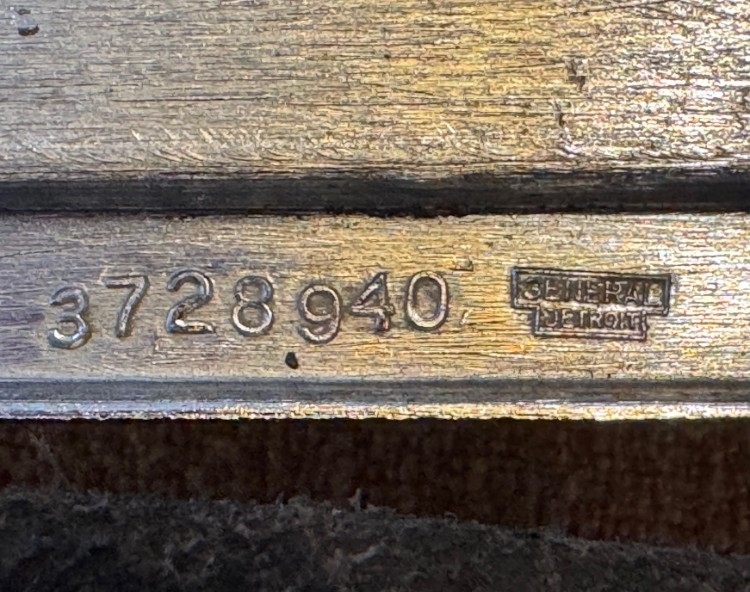 3728940
GENERAL
DETROIT